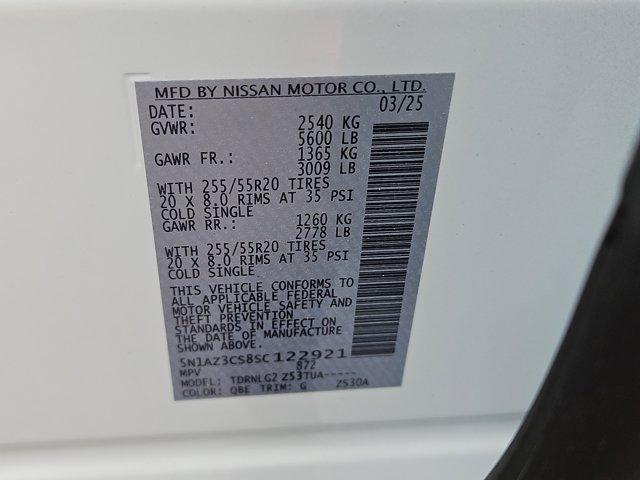 MFD BY NISSAN MOTOR CO., LTD.
DATE: 03/25
GVWR: 2540 KG
5600 LB
GAWR FR.: 1365 KG
3009 LB
WITH 255/55R20 TIRES
20 X 8.0 RIMS AT 35 PSI
COLD SINGLE
GAWR RR.: 1260 KG
2778 LB
WITH 255/55R20 TIRES
20 X 8.0 RIMS AT 35 PSI
COLD SINGLE
THIS VEHICLE CONFORMS TO
ALL APPLICABLE FEDERAL
MOTOR VEHICLE SAFETY AND
THEFT PREVENTION
STANDARDS IN EFFECT ON
THE DATE OF MANUFACTURE
SHOWN ABOVE.
5N1AZ3CS8SC122921
MPV 872
MODEL: TDRNLG2 ZS3TUA-----
COLOR: QBE TRIM: G ZS30A